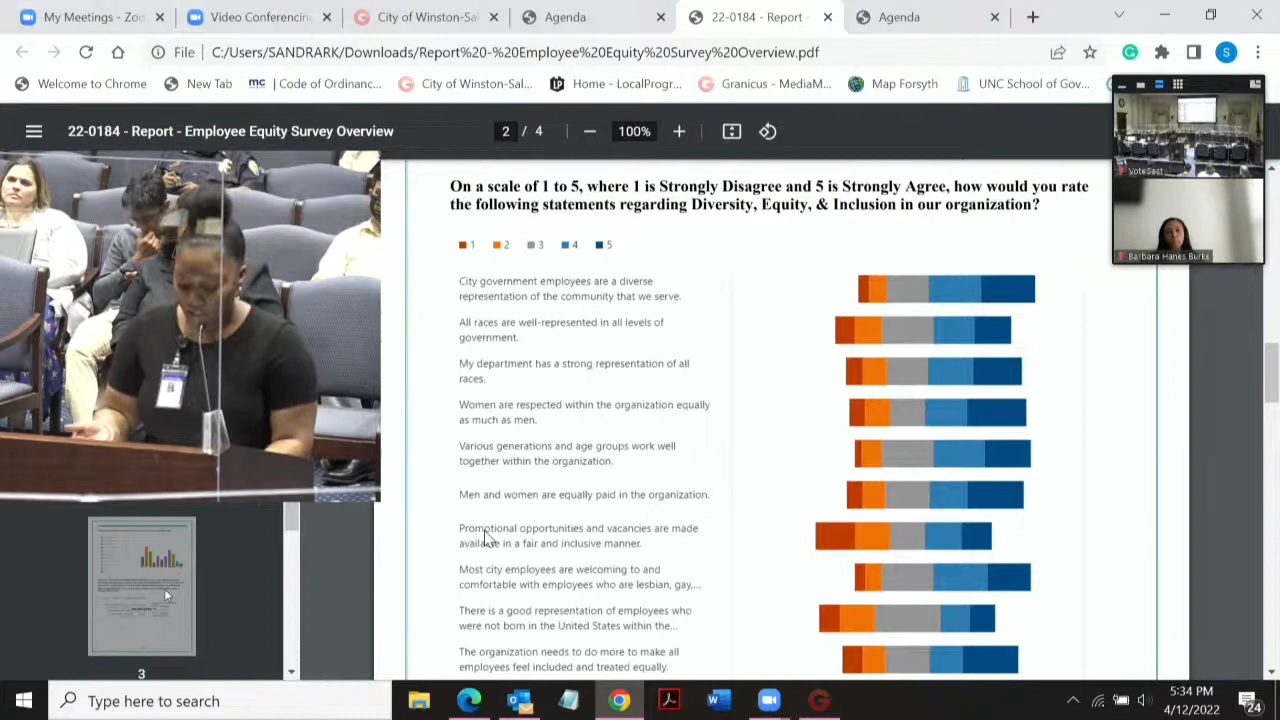 My Meetings - Zoo
Video Conferencing
City of Winston-Sal
Agenda
22-0184 - Report -
Agenda
File
C:/Users/SANDRARK/Downloads/Report%20-%20Employee%20Equity%20Survey%20Overview.pdf
S
Welcome to Chrome
New Tab
mc
Code of Ordinanc...
City of Winston-Sal...
Home - LocalProgr...
Granicus - MediaM...
Map Forsyth
UNC School of Gov...
22-0184 - Report - Employee Equity Survey Overview
2 / 4
100%
VoteCast
Barbara Hanes Burke
On a scale of 1 to 5, where 1 is Strongly Disagree and 5 is Strongly Agree, how would you rate
the following statements regarding Diversity, Equity, & Inclusion in our organization?
1 2 3 4 5
City government employees are a diverse
representation of the community that we serve.
All races are well-represented in all levels of
government.
My department has a strong representation of all
races.
Women are respected within the organization equally
as much as men.
Various generations and age groups work well
together within the organization.
Men and women are equally paid in the organization.
Promotional opportunities and vacancies are made
available in a fair and inclusive manner.
Most city employees are welcoming to and
comfortable with employees who are lesbian, gay,...
There is a good representation of employees who
were not born in the United States within the...
The organization needs to do more to make all
employees feel included and treated equally.
3
Type here to search
5:34 PM
4/12/2022
24